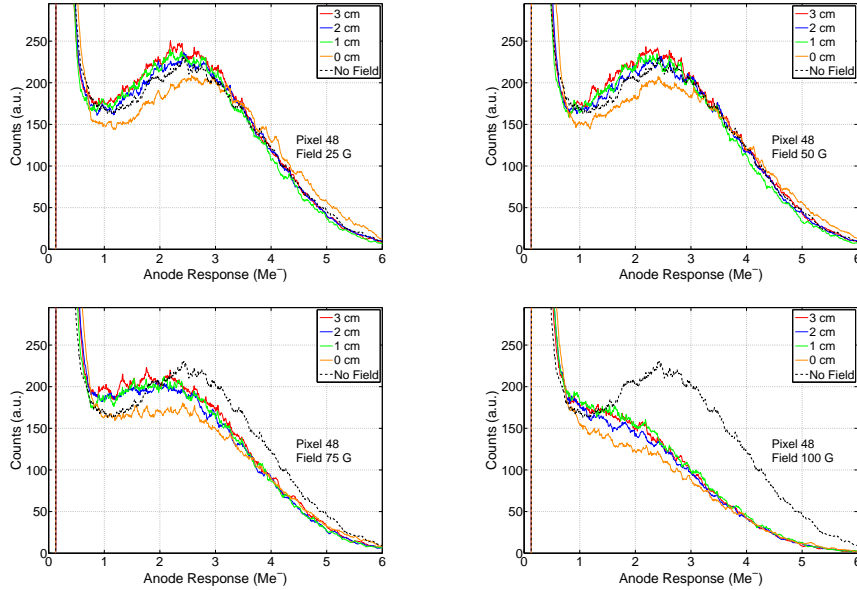 3 cm
2 cm
1 cm
0 cm
No Field
250
200
150
100
50
0
Counts (a.u.)
Pixel 48
Field 25 G
0 1 2 3 4 5 6
Anode Response (Me⁻)
3 cm
2 cm
1 cm
0 cm
No Field
250
200
150
100
50
0
Counts (a.u.)
Pixel 48
Field 50 G
0 1 2 3 4 5 6
Anode Response (Me⁻)
3 cm
2 cm
1 cm
0 cm
No Field
250
200
150
100
50
0
Counts (a.u.)
Pixel 48
Field 75 G
0 1 2 3 4 5 6
Anode Response (Me⁻)
3 cm
2 cm
1 cm
0 cm
No Field
250
200
150
100
50
0
Counts (a.u.)
Pixel 48
Field 100 G
0 1 2 3 4 5 6
Anode Response (Me⁻)